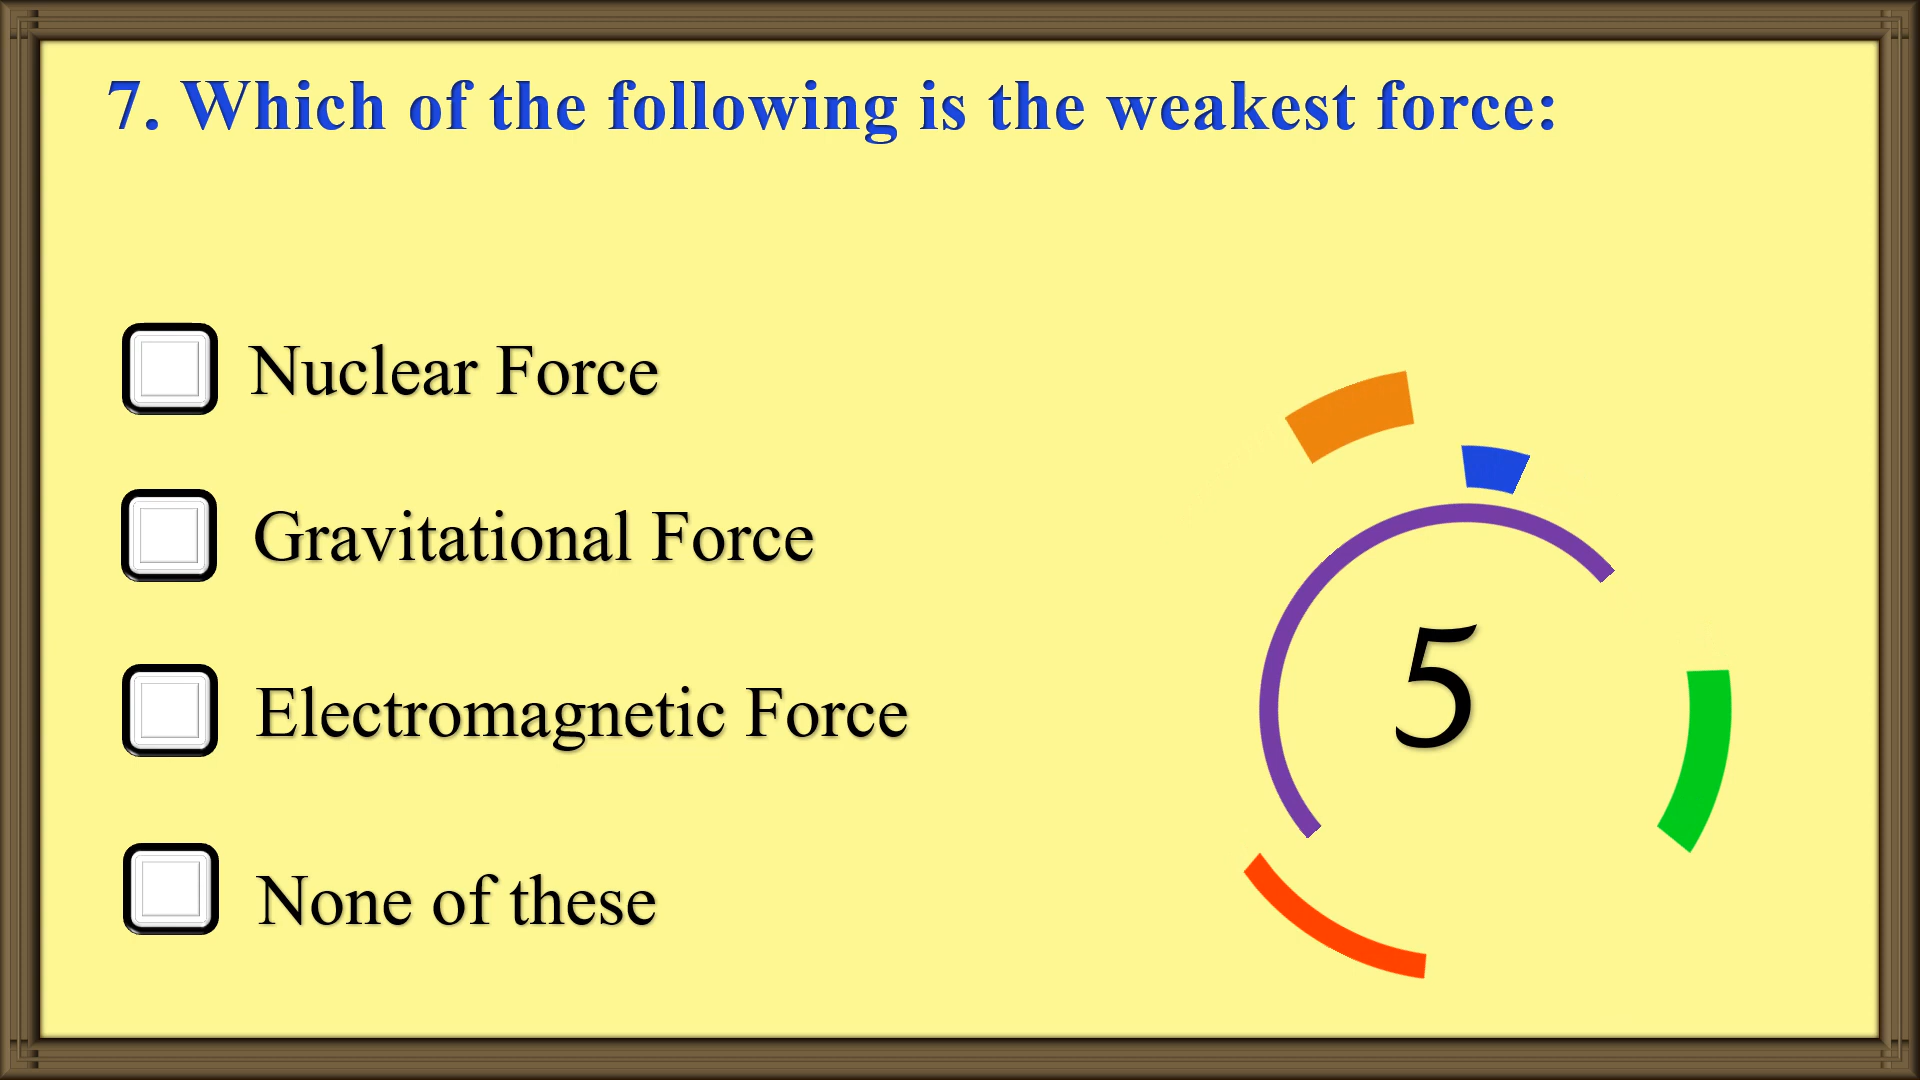 7. Which of the following is the weakest force:
Nuclear Force
Gravitational Force
Electromagnetic Force
None of these
5